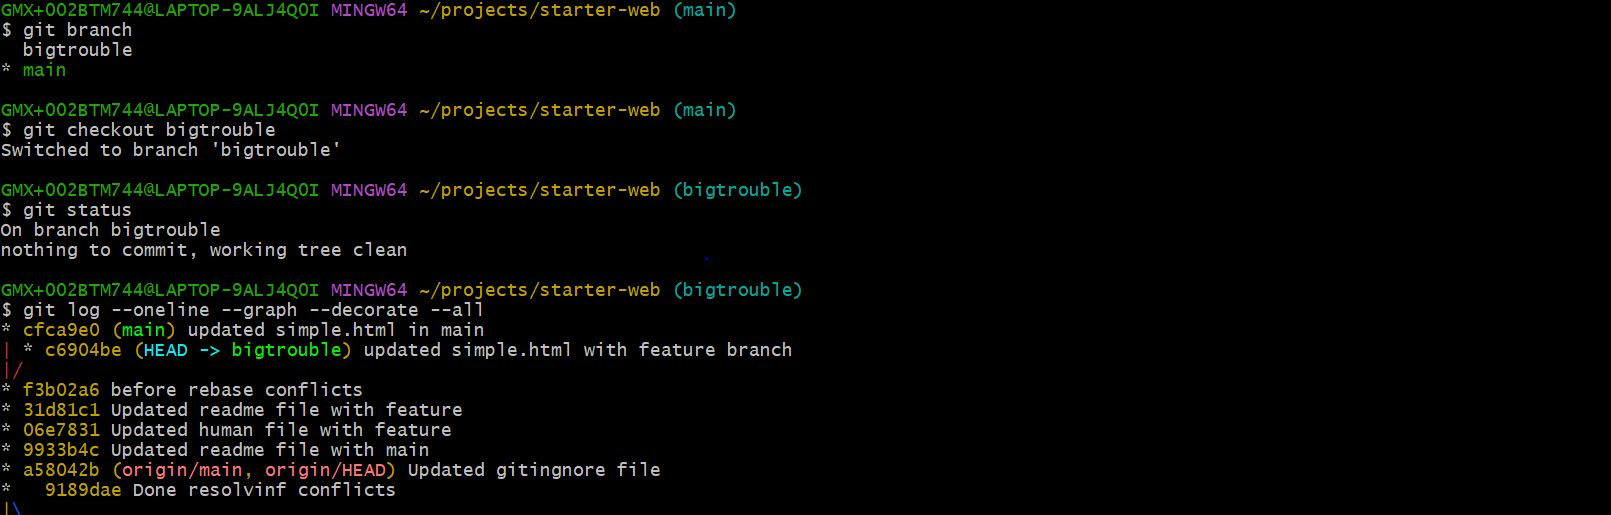 GMX+002BTM744@LAPTOP-9ALJ4Q0I MINGW64 ~/projects/starter-web (main)
$ git branch
  bigtrouble
* main

GMX+002BTM744@LAPTOP-9ALJ4Q0I MINGW64 ~/projects/starter-web (main)
$ git checkout bigtrouble
Switched to branch 'bigtrouble'

GMX+002BTM744@LAPTOP-9ALJ4Q0I MINGW64 ~/projects/starter-web (bigtrouble)
$ git status
On branch bigtrouble
nothing to commit, working tree clean

GMX+002BTM744@LAPTOP-9ALJ4Q0I MINGW64 ~/projects/starter-web (bigtrouble)
$ git log --oneline --graph --decorate --all
* cfca9e0 (main) updated simple.html in main
| * c6904be (HEAD -> bigtrouble) updated simple.html with feature branch
|/
* f3b02a6 before rebase conflicts
* 31d81c1 Updated readme file with feature
* 06e7831 Updated human file with feature
* 9933b4c Updated readme file with main
* a58042b (origin/main, origin/HEAD) Updated gitingnore file
*   9189dae Done resolvinf conflicts
|\